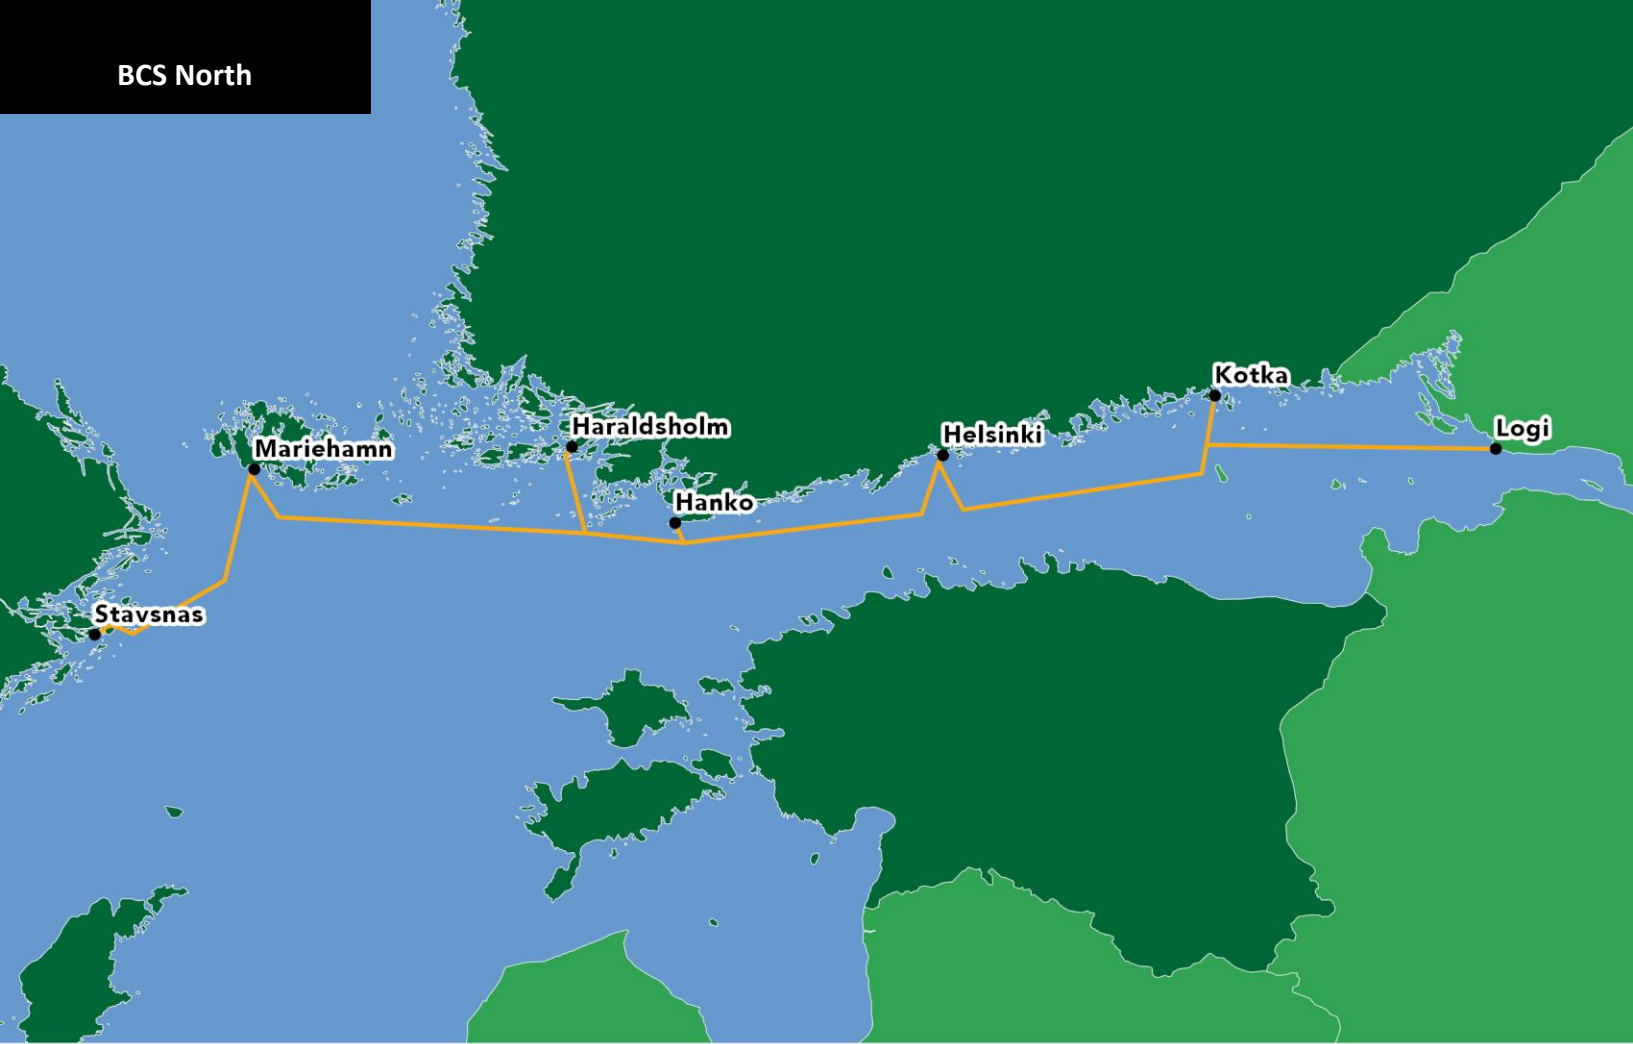 BCS North
Kotka
Haraldsholm
Logi
Helsinki
Mariehamn
Hanko
Stavsnas